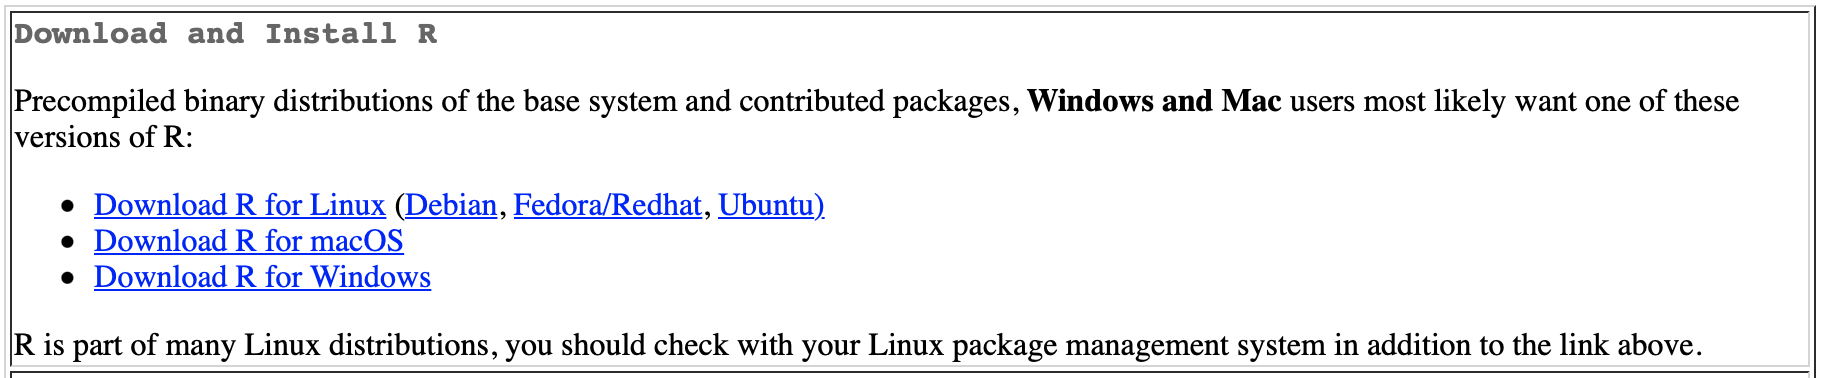 Download and Install R
Precompiled binary distributions of the base system and contributed packages, Windows and Mac users most likely want one of these
versions of R:
• Download R for Linux (Debian, Fedora/Redhat, Ubuntu)
• Download R for macOS
• Download R for Windows
R is part of many Linux distributions, you should check with your Linux package management system in addition to the link above.